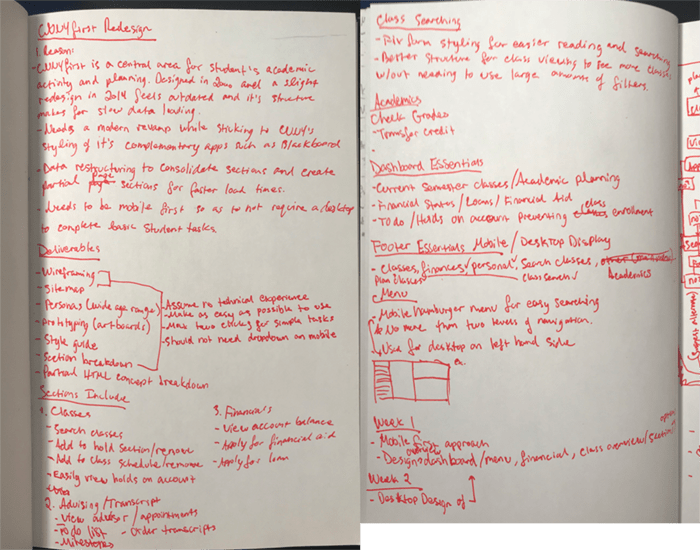 CUNYfirst Redesign
1. Reason:
- CUNYfirst is a central area for student's academic
activity and planning. Designed in 2000 and a slight
redesign in 2014 feels outdated and it's structure
makes for slow data loading.
- Needs a modern revamp while sticking to CUNY's
styling of it's complementary apps such as Blackboard
- Data restructuring to consolidate sections and create
partial page sections for faster load times.
- Needs to be mobile first so as to not require a desktop
to complete basic student tasks.
Deliverables
- Wireframing
- Sitemap
- Personas (wide age range)
- prototyping (artboards)
- Style guide
- Section breakdown
- Partial HTML concept breakdown
- Assume no technical experience
- Make as easy as possible to use
- Max two clicks for simple tasks
- Should not need drordown on mobile
Sections Include
1. Classes
- Search classes
- Add to hold section/remove
- Add to class schedule/remove
- Easily view holds on account
2. Advising/Transcript
- View advisor/appointments
- To do list
- Order transcripts
- Milestones
3. Financials
- View account balance
- Apply for financial aid
- Apply for loan
Class Searching
- Fix form styling for easier reading and searching
- Better structure for class viewing to see more classes
w/out needing to use large amounts of filters.
Academics
Check Grades
- Transfer credit
-
Dashboard Essentials
- Current Semester classes/Academic planning
- Financial Status/Loans/Financial Aid
- To do/Holds on account preventing class enrollment
Footer Essentials Mobile/Desktop Display
- Classes, finances, personal, Search classes,
plan classes
class search
Academics
Menu
- Mobile hamburger menu for easy searching
No more than two levels of navigation.
Used for desktop on left hand side
ex.
Week 1
- Mobile first approach
- Design dashboard/menu, financial, class overview/section
overview
Week 2
- Desktop Design of